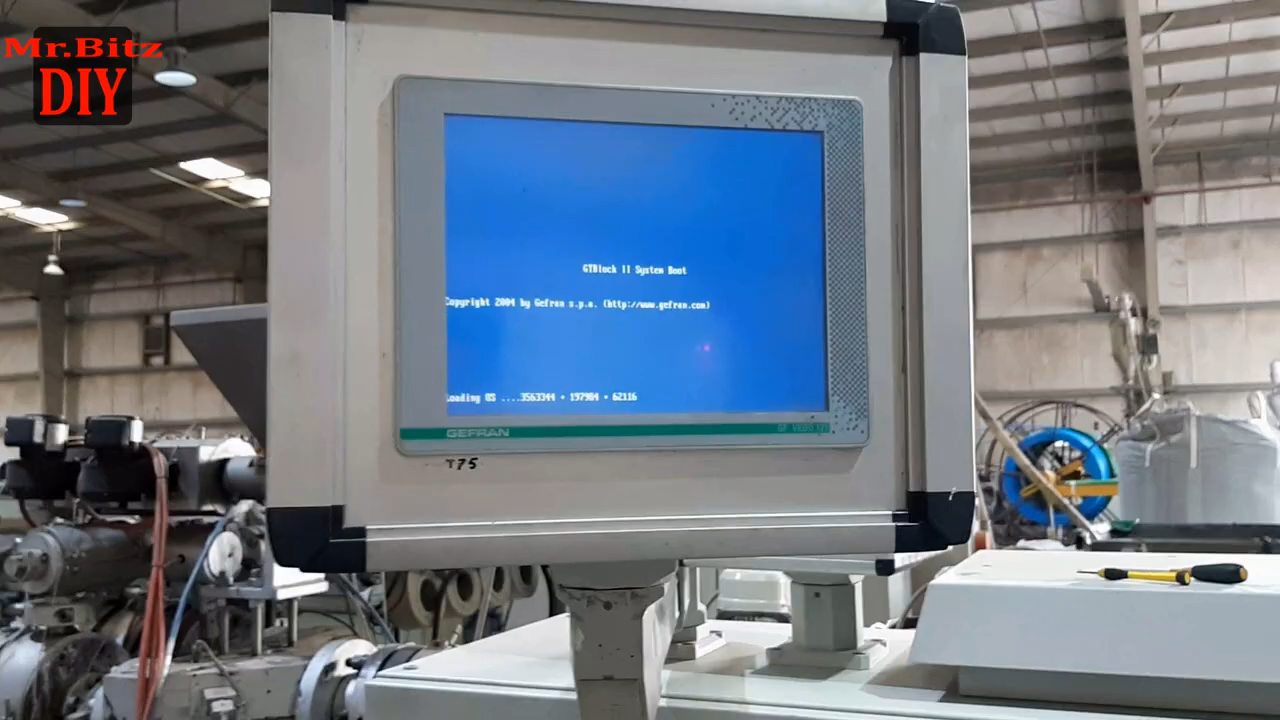 Mr.Bitz
DIY
GTBlock II System Boot
Copyright 2004 by Gefran s.p.a. (http://www.gefran.com)
Loading OS ....3563344 + 197984 + 62116
GEFRAN
T75